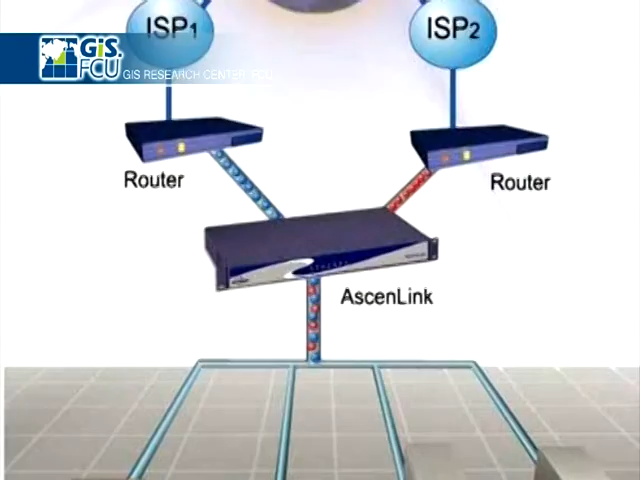 ISP1
ISP2
GIS.
FCU
GIS RESEARCH CENTER, FCU
Router
Router
AscenLink